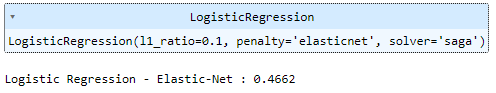 ▾ LogisticRegression
LogisticRegression(l1_ratio=0.1, penalty='elasticnet', solver='saga')
Logistic Regression - Elastic-Net : 0.4662